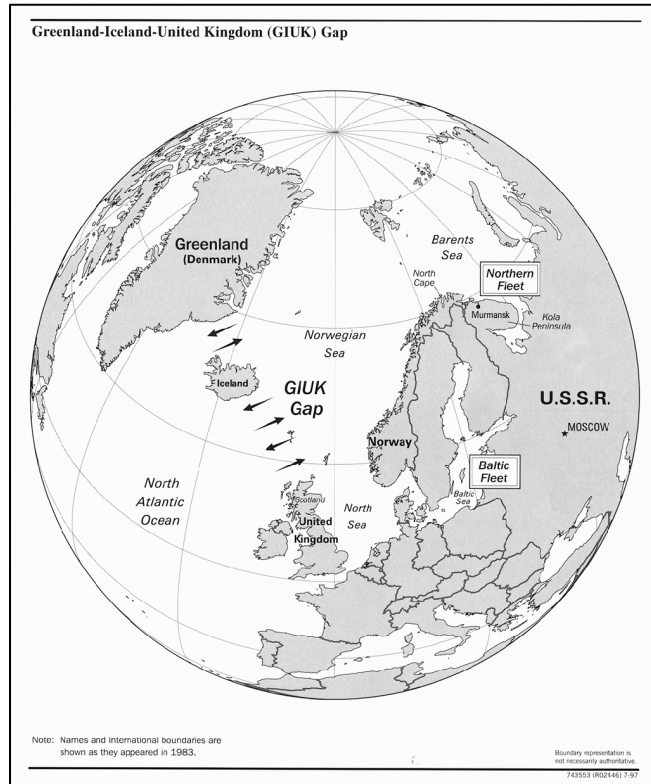 Greenland-Iceland-United Kingdom (GIUK) Gap
Greenland
(Denmark)
Barents
Sea
North
Cape
Northern
Fleet
Murmansk
Kola
Peninsula
Norwegian
Sea
Iceland
GIUK
Gap
U.S.S.R.
MOSCOW
Norway
Baltic
Fleet
Baltic
Sea
North
Atlantic
Ocean
Scotland
United
Kingdom
North
Sea
Note: Names and international boundaries are
shown as they appeared in 1983.
Boundary representation is
not necessarily authoritative.
743553 (R02446) 7-97